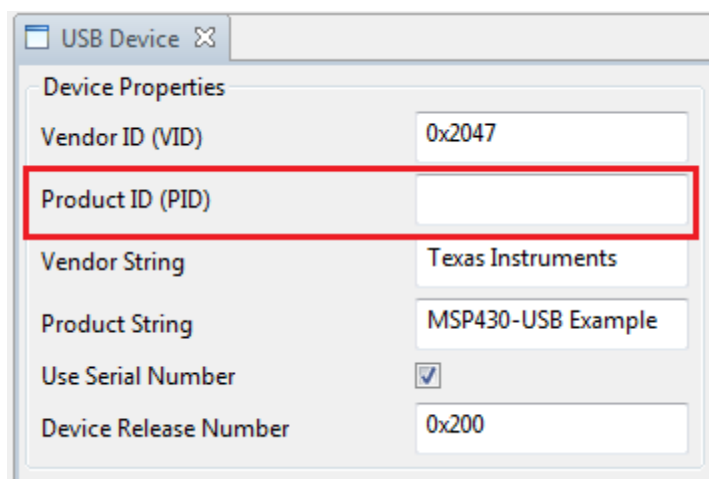 USB Device
Device Properties
Vendor ID (VID) 0x2047
Product ID (PID)
Vendor String Texas Instruments
Product String MSP430-USB Example
Use Serial Number
Device Release Number 0x200